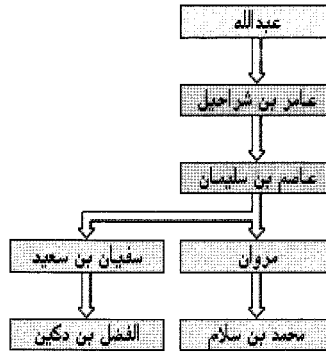 عبدالله
عامر بن شراحيل
عاصم بن سليمان
مروان
سفيان بن سعيد
محمد بن سلام
الفضل بن دكين